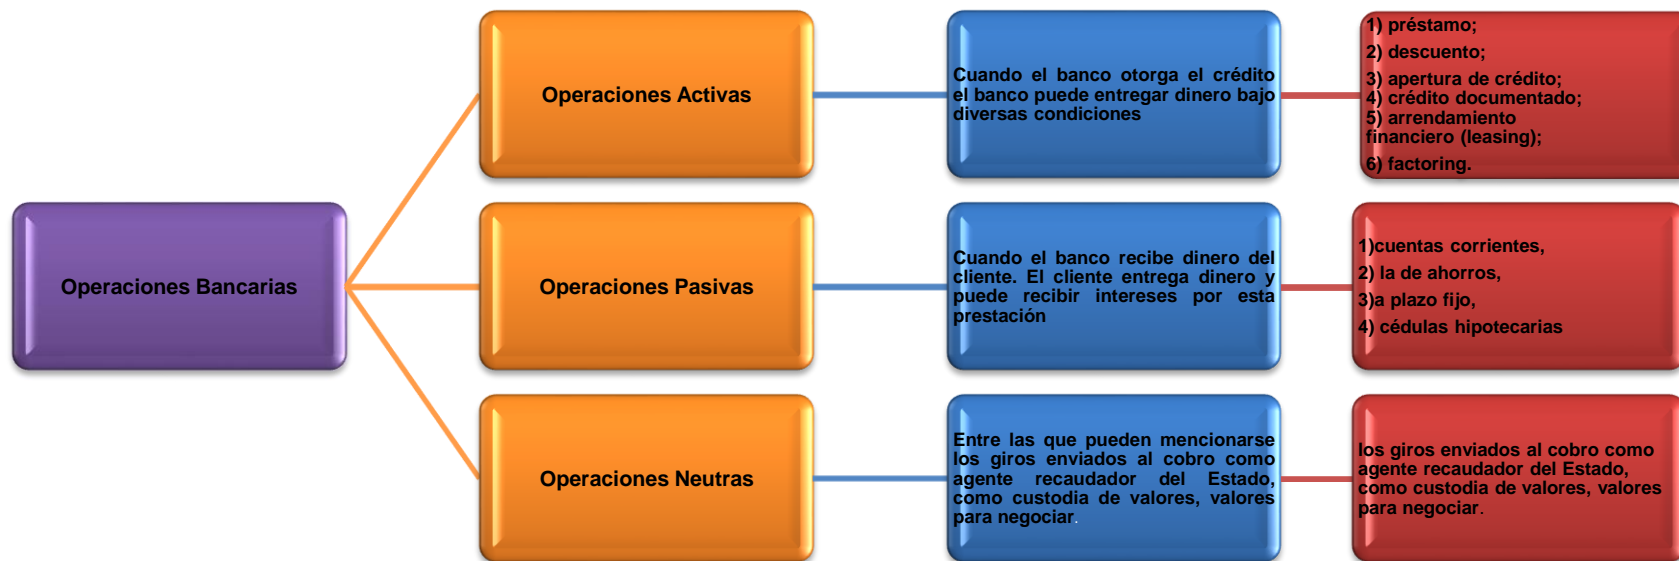 Operaciones Bancarias
Operaciones Activas
Cuando el banco otorga el crédito
el banco puede entregar dinero bajo
diversas condiciones
1) préstamo;
2) descuento;
3) apertura de crédito;
4) crédito documentado;
5) arrendamiento
financiero (leasing);
6) factoring.
Operaciones Pasivas
Cuando el banco recibe dinero del
cliente. El cliente entrega dinero y
puede recibir intereses por esta
prestación
1)cuentas corrientes,
2) la de ahorros,
3)a plazo fijo,
4) cédulas hipotecarias
Operaciones Neutras
Entre las que pueden mencionarse
los giros enviados al cobro como
agente recaudador del Estado,
como custodia de valores, valores
para negociar.
los giros enviados al cobro como
agente recaudador del Estado,
como custodia de valores, valores
para negociar.